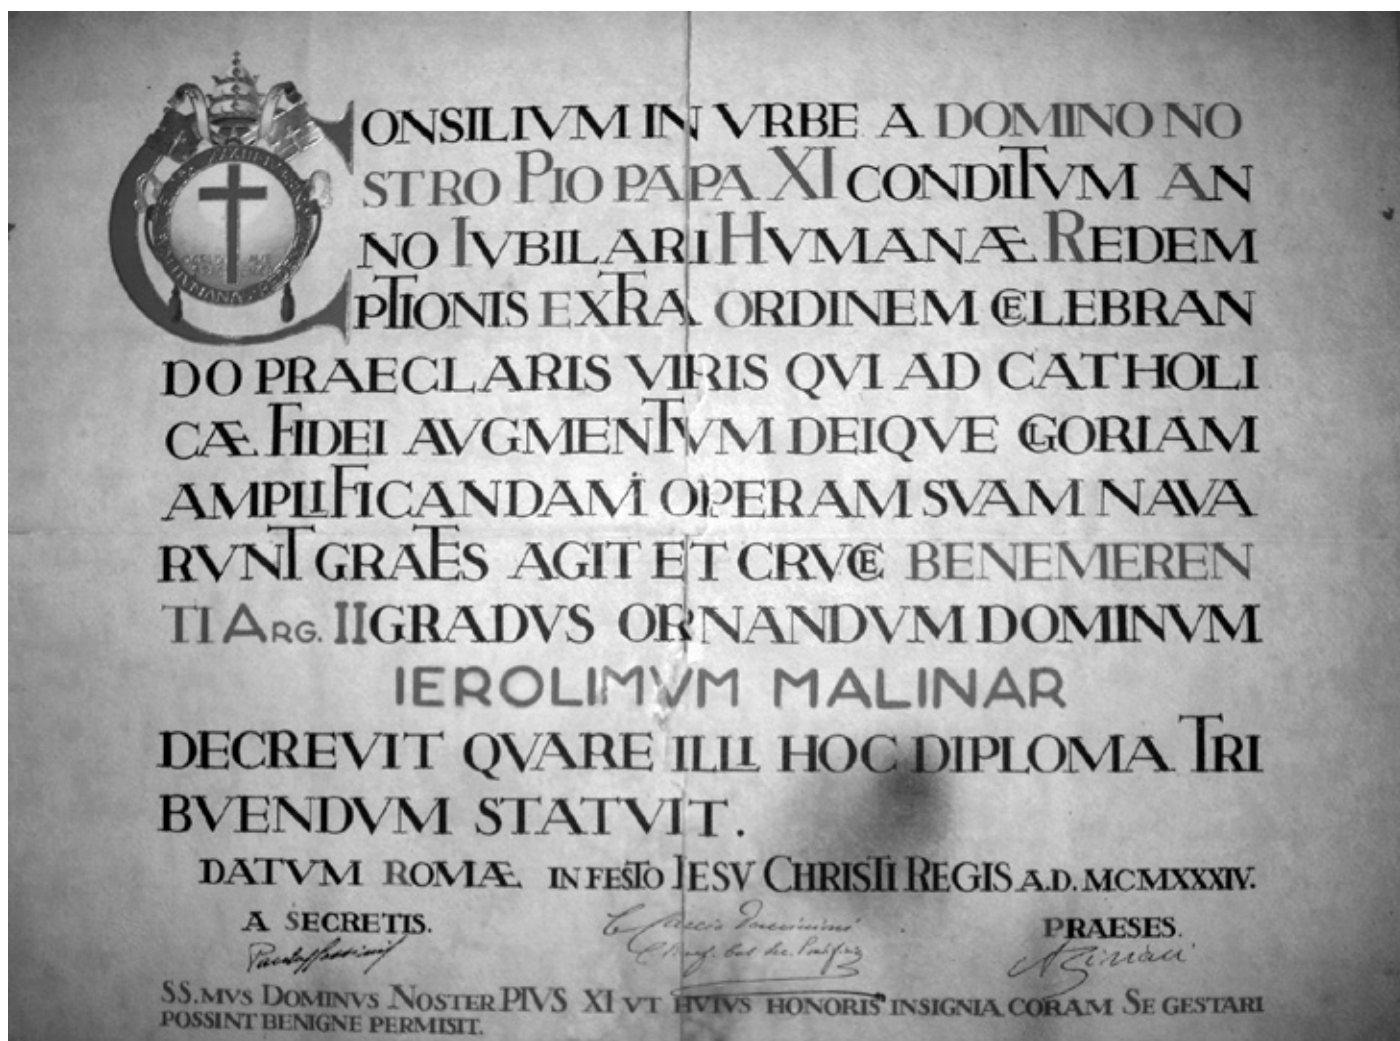 CONSILIVM IN VRBE A DOMINO NO
STRO PIO PAPA XI CONDITVM AN
NO IVBILARI HVMANÆ REDEM
PTIONIS EXTRA ORDINEM CELEBRAN
DO PRAECLARIS VIRIS QVI AD CATHOLI
CÆ FIDEI AVGMENTVM DEIQVE GLORIAM
AMPLIFICANDAM OPERAM SVAM NAVA
RVNT GRATES AGIT ET CRVCE BENEMEREN
TI ARG. II GRADVS ORNANDVM DOMINVM
IEROLIMVM MALINAR
DECREVIT QVARE ILLI HOC DIPLOMA TRI
BVENDVM STATVIT.
DATVM ROMÆ IN FESTO JESV CHRISTI REGIS A.D. MCMXXXIV.
A SECRETIS. PRAESES.
SS.MVS DOMINVS NOSTER PIVS XI VT HVIVS HONORIS INSIGNIA CORAM SE GESTARI
POSSINT BENIGNE PERMISIT.